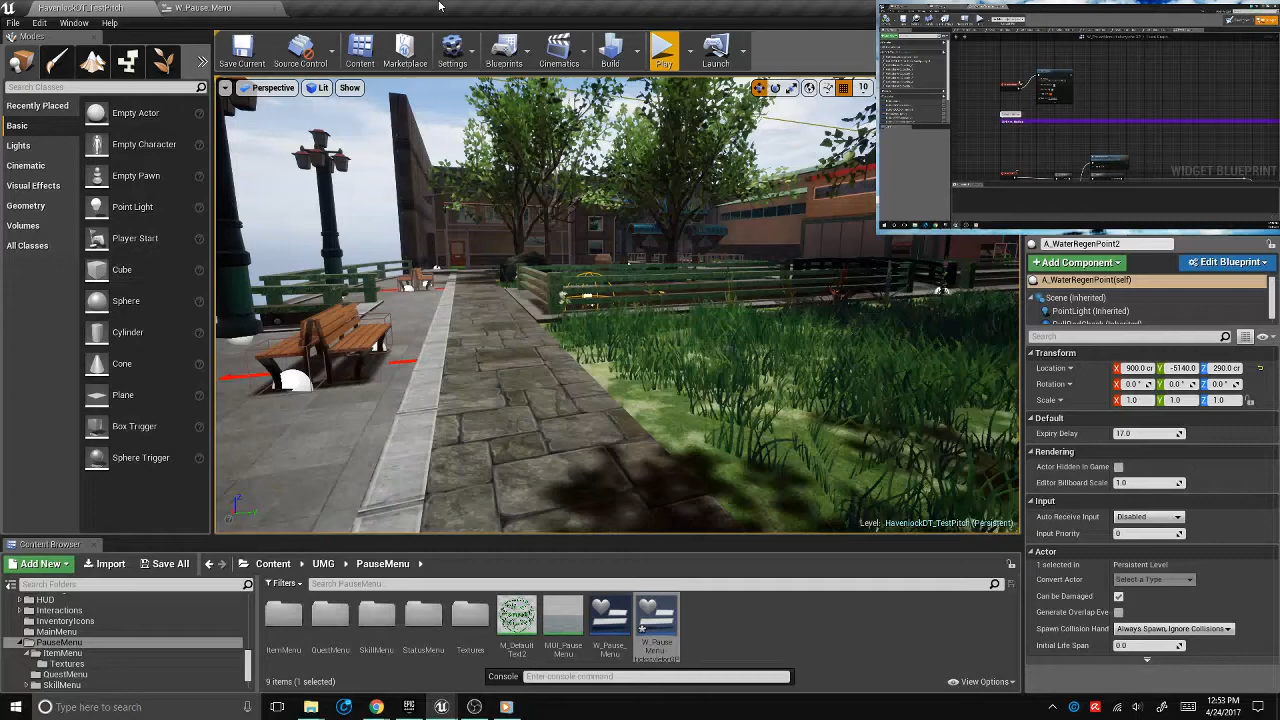 HavenlockDT_TestPitch
W_Pause.Menu
File Edit Window Help
Modes
Save Current Source Control Content Marketplace Settings Blueprints Cinematics Build Play Launch
Search Classes
Recently Placed
Basic
Lights
Cinematic
Visual Effects
Geometry
Volumes
All Classes
Empty Actor
Empty Character
Empty Pawn
Point Light
Player Start
Cube
Sphere
Cylinder
Cone
Plane
Box Trigger
Sphere Trigger
Perspective Lit Show
10
Level: HavenlockDT_TestPitch (Persistent)
WIDGET BLUEPRINT
A_WaterRegenPoint2
+Add Component Edit Blueprint
A_WaterRegenPoint(self)
Scene (Inherited)
PointLight (Inherited)
Search
Transform
Location X 900.0 cr Y -5140.0 Z 290.0 cr
Rotation X 0.0 ° Y 0.0 ° Z 0.0 °
Scale X 1.0 Y 1.0 Z 1.0
Default
Expiry Delay 17.0
Rendering
Actor Hidden In Game
Editor Billboard Scale 1.0
Input
Auto Receive Input Disabled
Input Priority 0
Actor
1 selected in Persistent Level
Convert Actor Select a Type
Can be Damaged
Generate Overlap Eve
Spawn Collision Hand Always Spawn, Ignore Collisions
Initial Life Span 0.0
Content Browser
Add New Import Save All Content UMG PauseMenu
Search Folders
Filters Search PauseMenu
HUD
Interactions
InventoryIcons
MainMenu
PauseMenu
ItemMenu
Textures
QuestMenu
SkillMenu
ItemMenu QuestMenu SkillMenu StatusMenu Textures M_Default Text2 MUI_Pause Menu W_Pause_ Menu W_Pause Menu
9 items (1 selected)
View Options
Console Enter console command
Type here to search
12:53 PM
4/24/2017